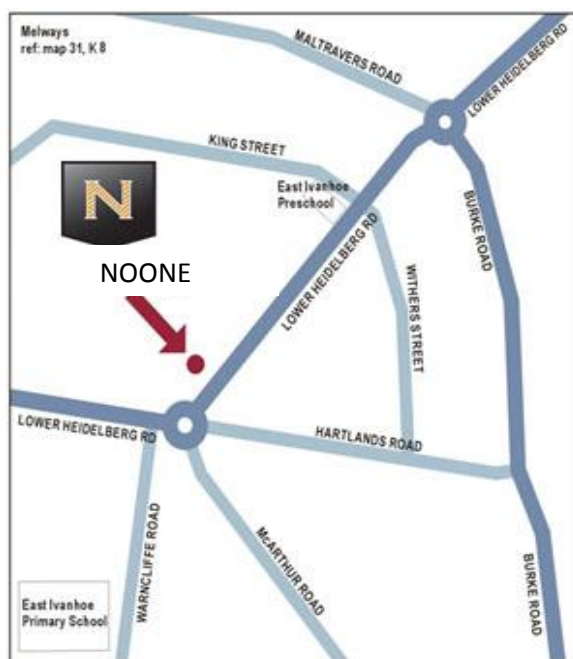 Melways
ref: map 31, K 8
MALTRAVERS ROAD
LOWER HEIDELBERG RD
KING STREET
East Ivanhoe
Preschool
N
BURKE ROAD
NOONE
LOWER HEIDELBERG RD
WITHERS STREET
LOWER HEIDELBERG RD
HARTLANDS ROAD
WARNCLIFFE ROAD
McARTHUR ROAD
BURKE ROAD
East Ivanhoe
Primary School